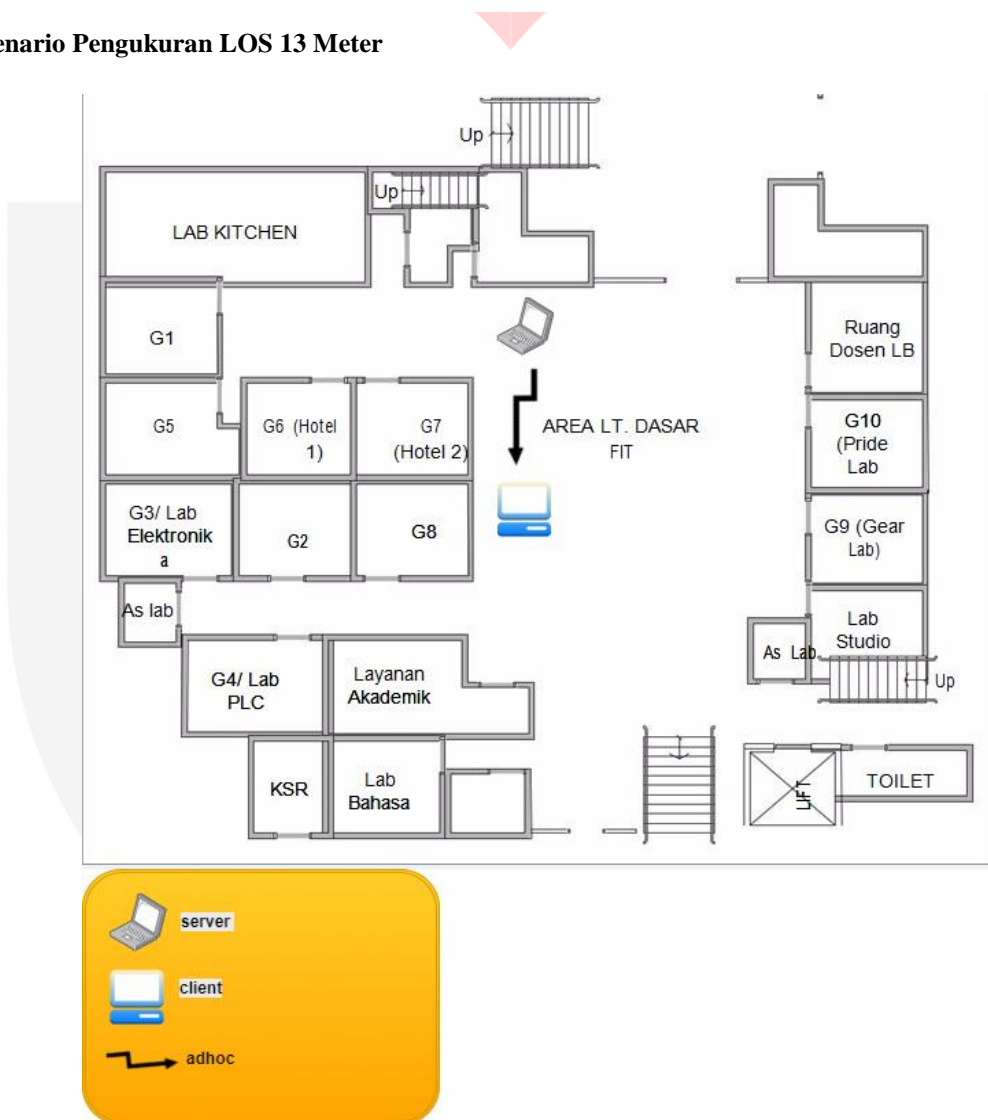 enario Pengukuran LOS 13 Meter
Up
Up
LAB KITCHEN
G1
Ruang
Dosen LB
G5
G6 (Hotel
1)
G7
(Hotel 2)
AREA LT. DASAR
FIT
G10
(Pride
Lab
G3/ Lab
Elektronik
a
G2
G8
G9 (Gear
Lab)
As lab
Lab
Studio
As Lab
Up
G4/ Lab
PLC
Layanan
Akademik
KSR
Lab
Bahasa
LIFT
TOILET
server
client
adhoc